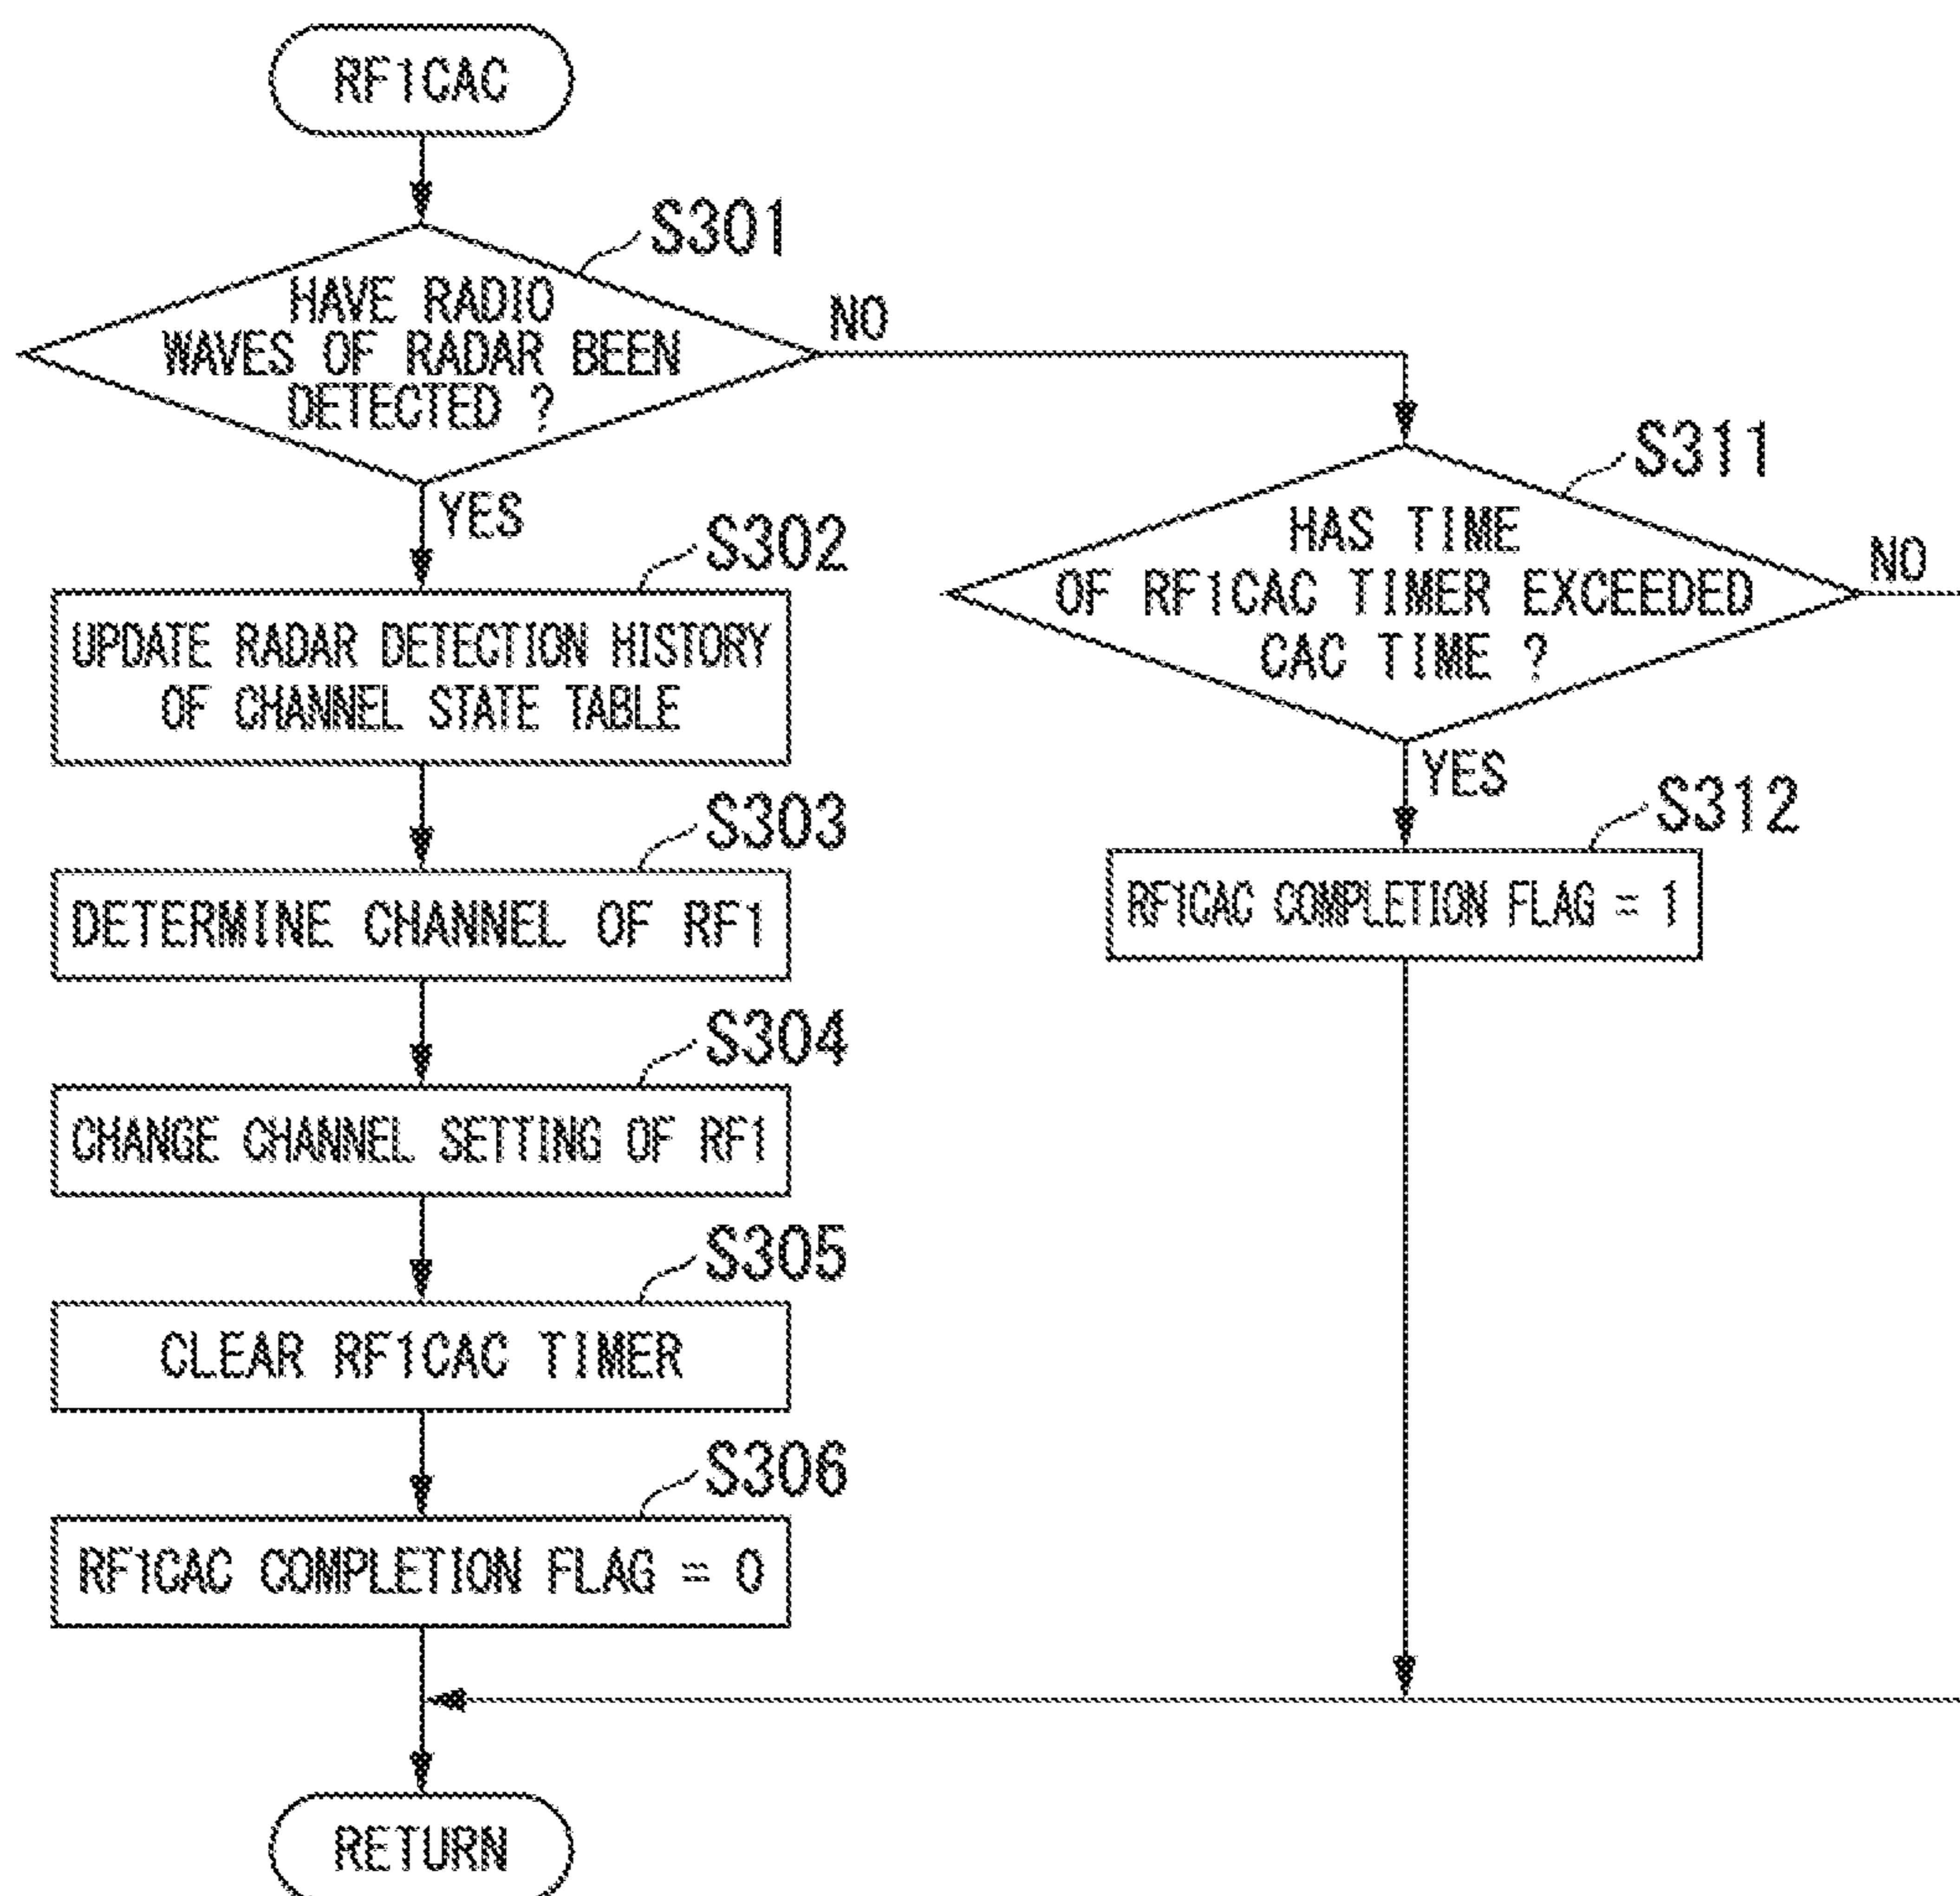 RF1CAC
S301
HAVE RADIO
WAVES OF RADAR BEEN
DETECTED ?
NO
YES
S302
UPDATE RADAR DETECTION HISTORY
OF CHANNEL STATE TABLE
S303
DETERMINE CHANNEL OF RF1
S304
CHANGE CHANNEL SETTING OF RF1
S305
CLEAR RF1CAC TIMER
S306
RF1CAC COMPLETION FLAG = 0
RETURN
S311
HAS TIME
OF RF1CAC TIMER EXCEEDED
CAC TIME ?
NO
YES
S312
RF1CAC COMPLETION FLAG = 1